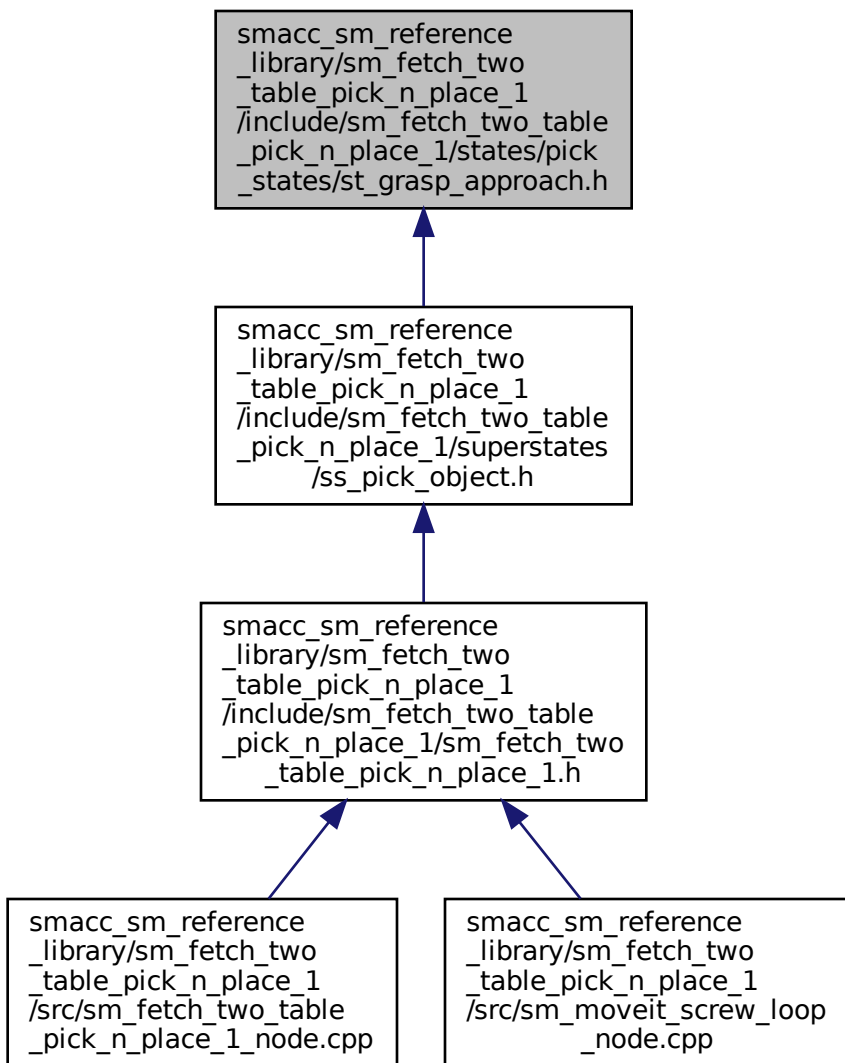 smacc_sm_reference
_library/sm_fetch_two
_table_pick_n_place_1
/include/sm_fetch_two_table
_pick_n_place_1/states/pick
_states/st_grasp_approach.h
smacc_sm_reference
_library/sm_fetch_two
_table_pick_n_place_1
/include/sm_fetch_two_table
_pick_n_place_1/superstates
/ss_pick_object.h
smacc_sm_reference
_library/sm_fetch_two
_table_pick_n_place_1
/include/sm_fetch_two_table
_pick_n_place_1/sm_fetch_two
_table_pick_n_place_1.h
smacc_sm_reference
_library/sm_fetch_two
_table_pick_n_place_1
/src/sm_fetch_two_table
_pick_n_place_1_node.cpp
smacc_sm_reference
_library/sm_fetch_two
_table_pick_n_place_1
/src/sm_moveit_screw_loop
_node.cpp